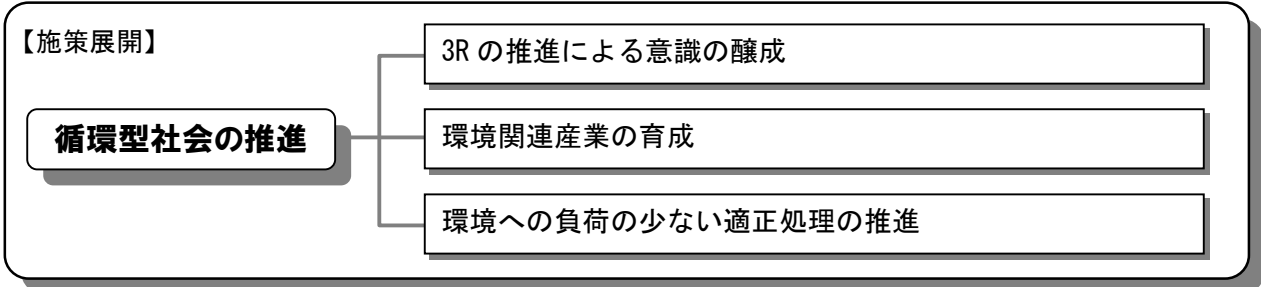 【施策展開】
循環型社会の推進
3Rの推進による意識の醸成
環境関連産業の育成
環境への負荷の少ない適正処理の推進